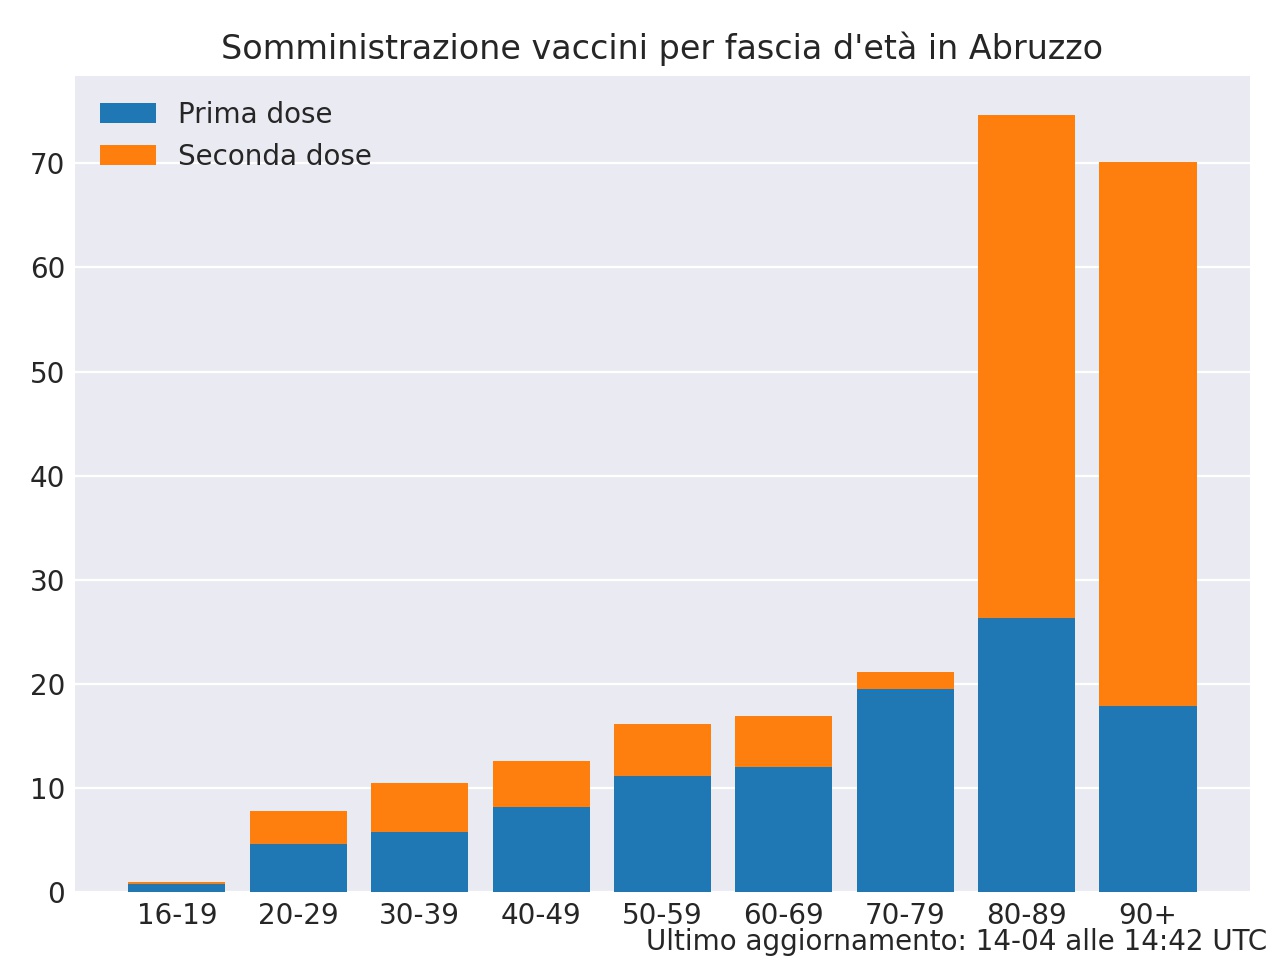 Somministrazione vaccini per fascia d'età in Abruzzo
Prima dose
Seconda dose
70
60
50
40
30
20
10
0
16-19 20-29 30-39 40-49 50-59 60-69 70-79 80-89 90+
Ultimo aggiornamento: 14-04 alle 14:42 UTC